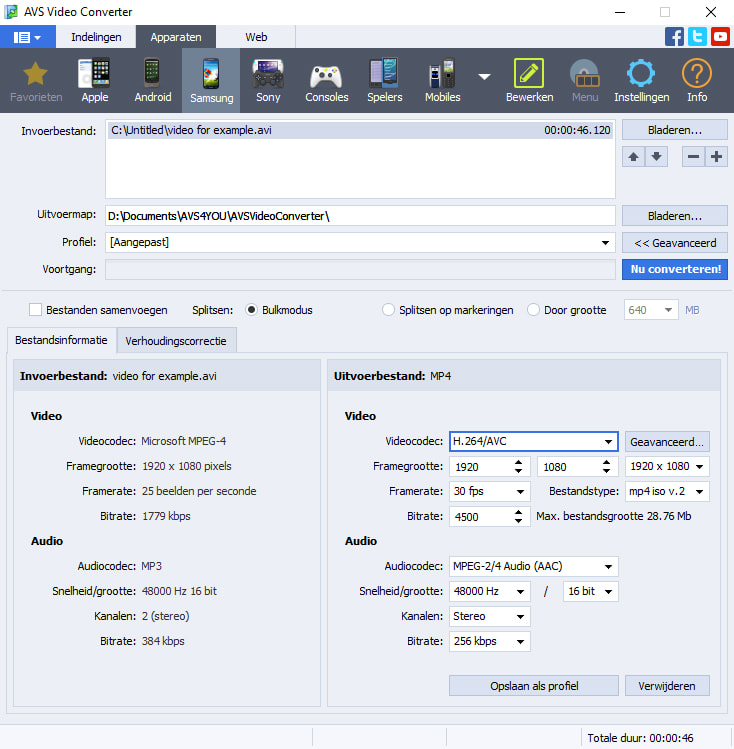 AVS Video Converter
Indelingen Apparaten Web
Favorieten Apple Android Samsung Sony Consoles Spelers Mobiles Bewerken Menu Instellingen Info
Invoerbestand: C:\Untitled\video for example.avi 00:00:46.120 Bladeren...
Uitvoermap: D:\Documents\AVS4YOU\AVSVideoConverter\ Bladeren...
Profiel: [Aangepast] << Geavanceerd
Voortgang: Nu converteren!
Bestanden samenvoegen Splitsen: Bulkmodus Splitsen op markeringen Door grootte 640 MB
Bestandsinformatie Verhoudingscorrectie
Invoerbestand: video for example.avi
Video
Videocodec: Microsoft MPEG-4
Framegrootte: 1920 x 1080 pixels
Framerate: 25 beelden per seconde
Bitrate: 1779 kbps
Audio
Audiocodec: MP3
Snelheid/grootte: 48000 Hz 16 bit
Kanalen: 2 (stereo)
Bitrate: 384 kbps
Uitvoerbestand: MP4
Video
Videocodec: H.264/AVC Geavanceerd...
Framegrootte: 1920 1080 1920 x 1080
Framerate: 30 fps Bestandstype: mp4 iso v.2
Bitrate: 4500 Max. bestandsgrootte 28.76 Mb
Audio
Audiocodec: MPEG-2/4 Audio (AAC)
Snelheid/grootte: 48000 Hz / 16 bit
Kanalen: Stereo
Bitrate: 256 kbps
Opslaan als profiel Verwijderen
Totale duur: 00:00:46